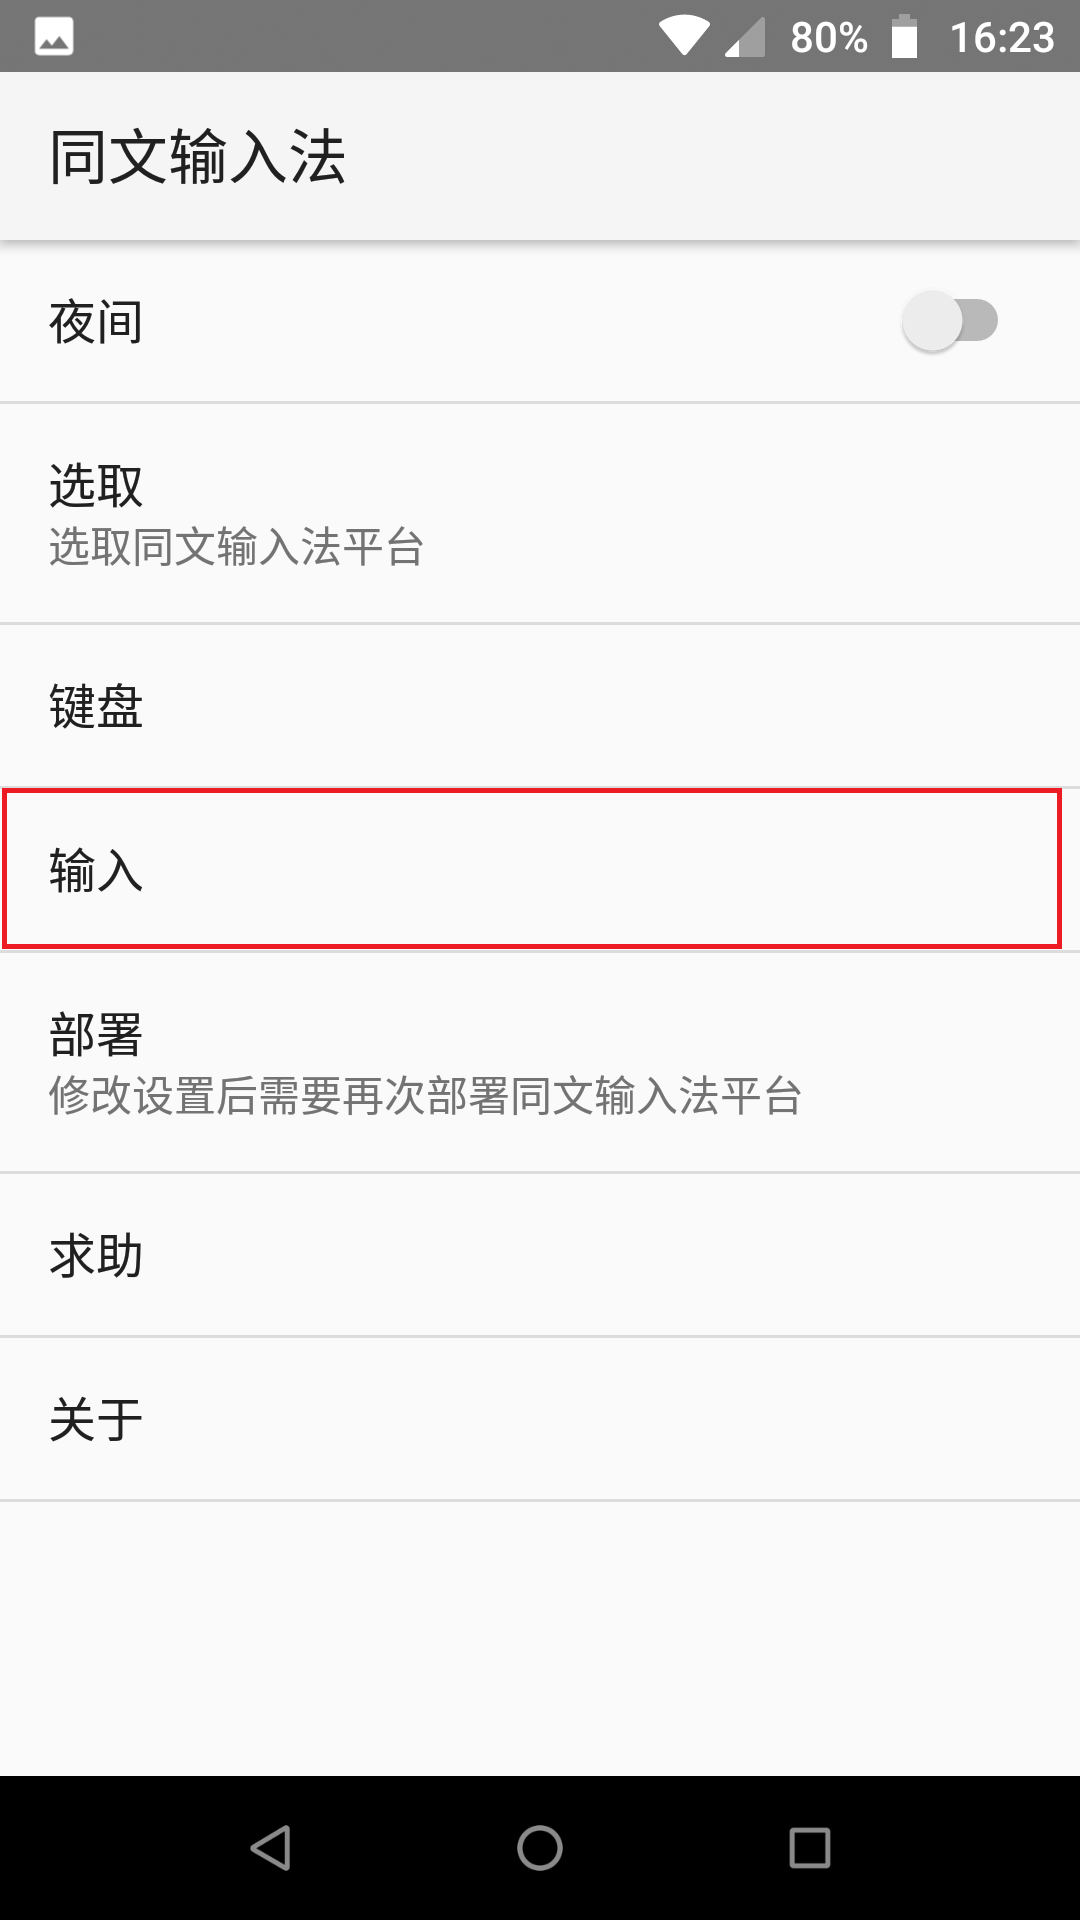 80% 16:23
同文输入法
夜间
选取
选取同文输入法平台
键盘
输入
部署
修改设置后需要再次部署同文输入法平台
求助
关于